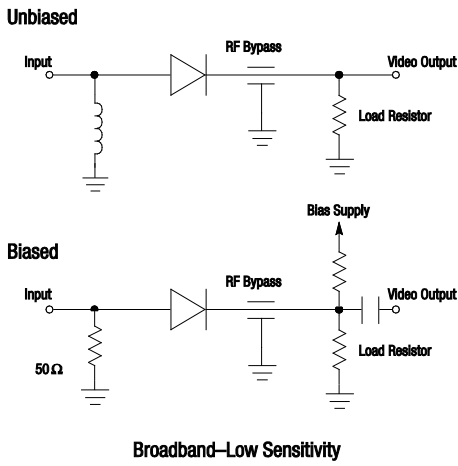 Unbiased
Input
RF Bypass
Video Output
Load Resistor
Bias Supply
Biased
Input
RF Bypass
Video Output
50 Ω
Load Resistor
Broadband–Low Sensitivity